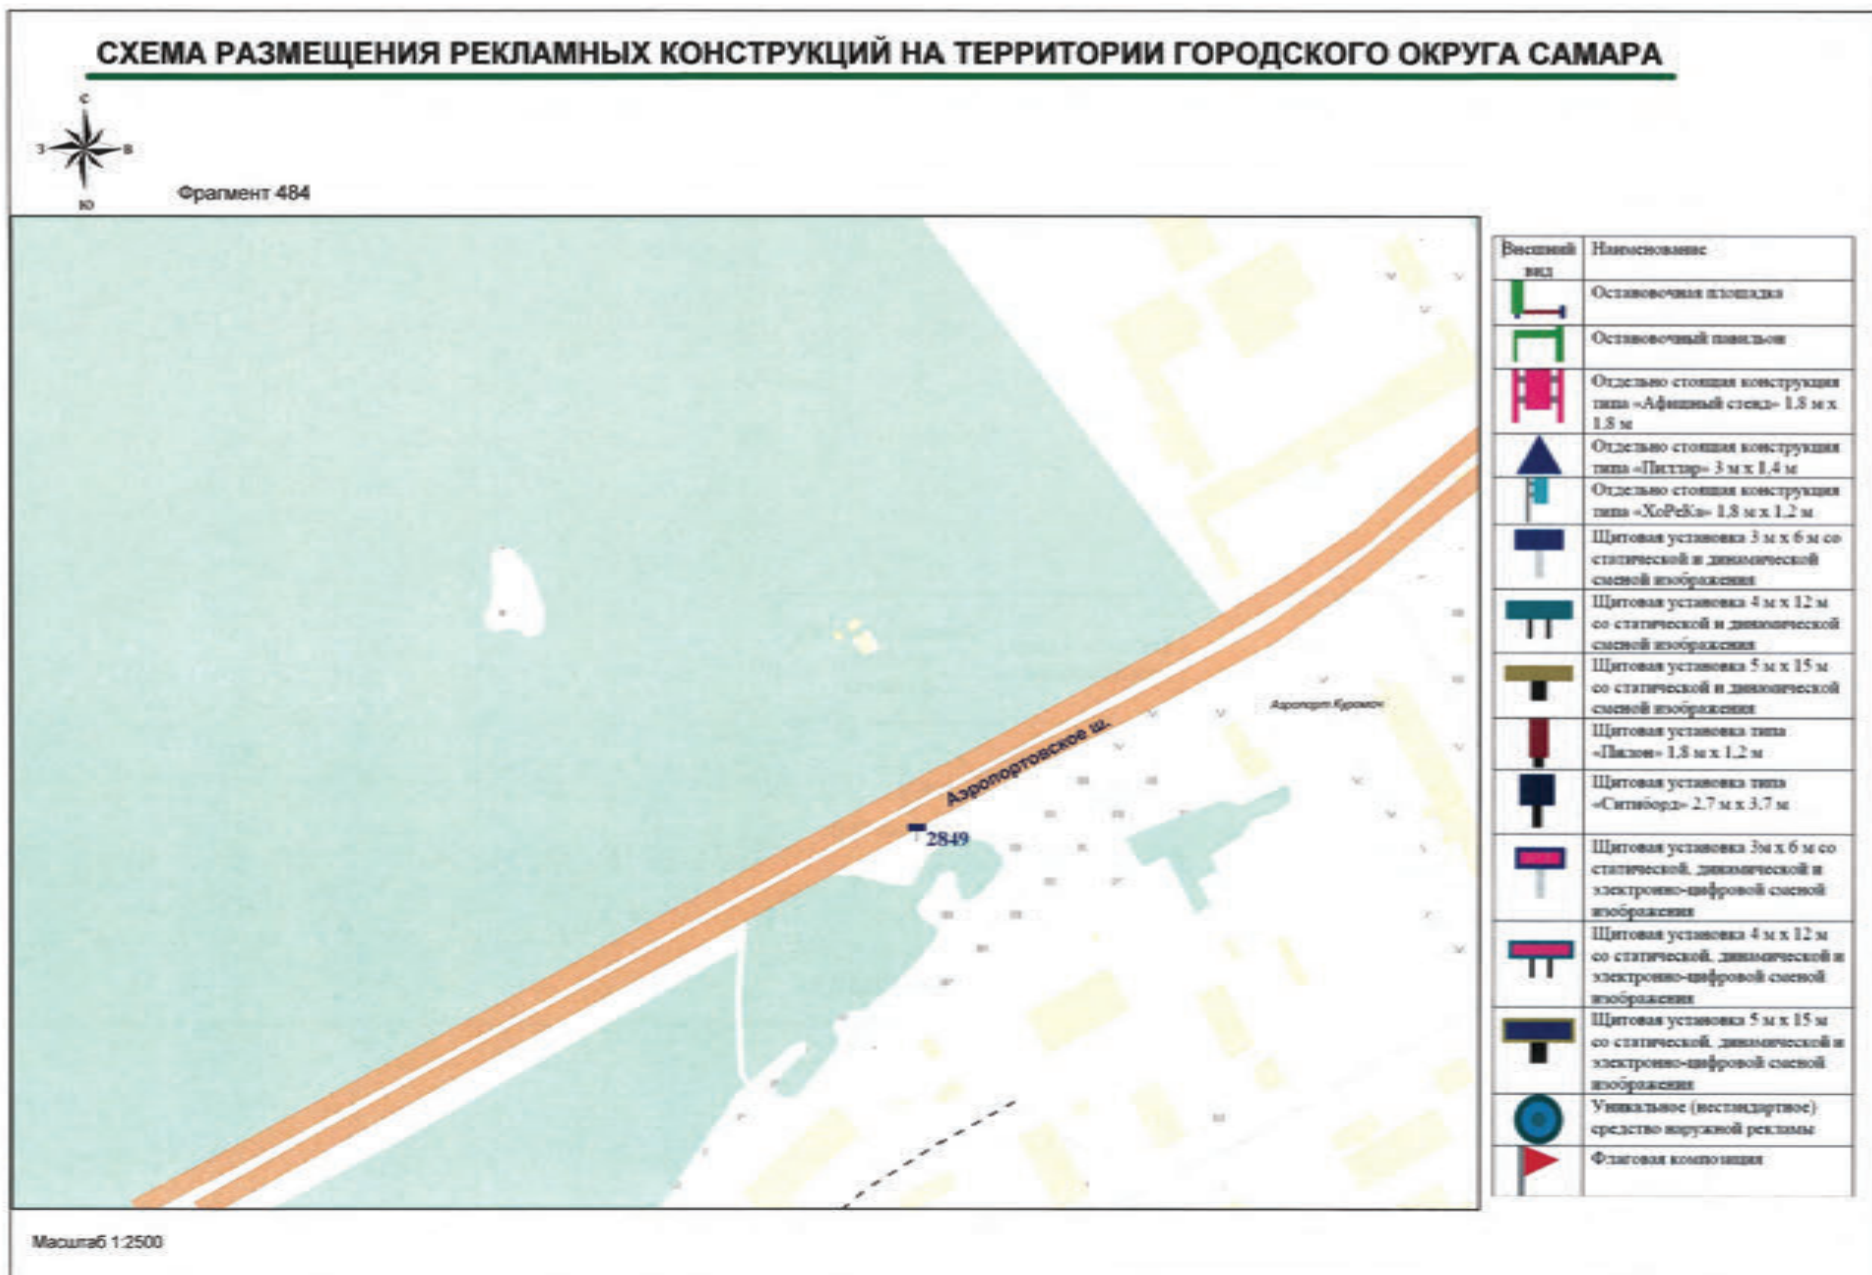 СХЕМА РАЗМЕЩЕНИЯ РЕКЛАМНЫХ КОНСТРУКЦИЙ НА ТЕРРИТОРИИ ГОРОДСКОГО ОКРУГА САМАРА
С
З
В
Ю
Фрагмент 484
Аэропорт Курумоч
Аэропортовское ш.
2849
Внешний
вид
Наименование
Остановочная площадка
Остановочный павильон
Отдельно стоящая конструкция
типа «Афишный стенд» 1.8 м х
1.8 м
Отдельно стоящая конструкция
типа «Пиллар» 3 м х 1,4 м
Отдельно стоящая конструкция
типа «ХоРеКа» 1,8 м х 1,2 м
Щитовая установка 3 м х 6 м со
статической и динамической
сменой изображения
Щитовая установка 4 м х 12 м
со статической и динамической
сменой изображения
Щитовая установка 5 м х 15 м
со статической и динамической
сменой изображения
Щитовая установка типа
«Пилон» 1,8 м х 1,2 м
Щитовая установка типа
«Ситиборд» 2,7 м х 3,7 м
Щитовая установка 3м х 6 м со
статической, динамической и
электронно-цифровой сменой
изображения
Щитовая установка 4 м х 12 м
со статической, динамической и
электронно-цифровой сменой
изображения
Щитовая установка 5 м х 15 м
со статической, динамической и
электронно-цифровой сменой
изображения
Уникальное (нестандартное)
средство наружной рекламы
Флаговая композиция
Масштаб 1:2500